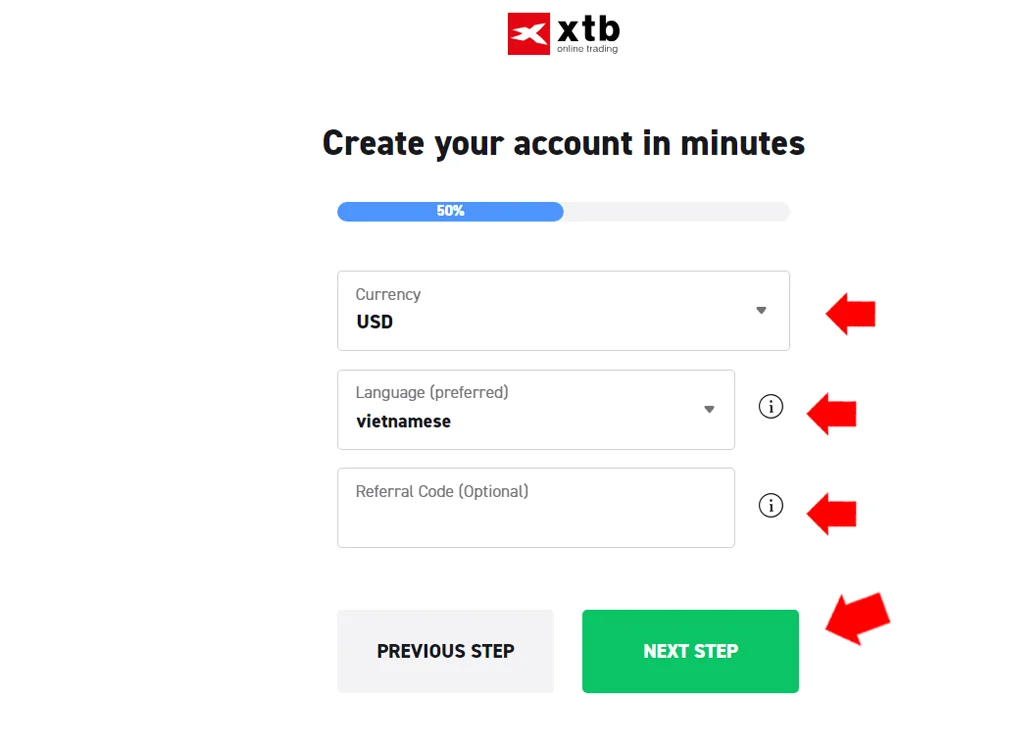 xtb
online trading
Create your account in minutes
50%
Currency
USD
Language (preferred)
vietnamese
i
Referral Code (Optional)
i
PREVIOUS STEP
NEXT STEP